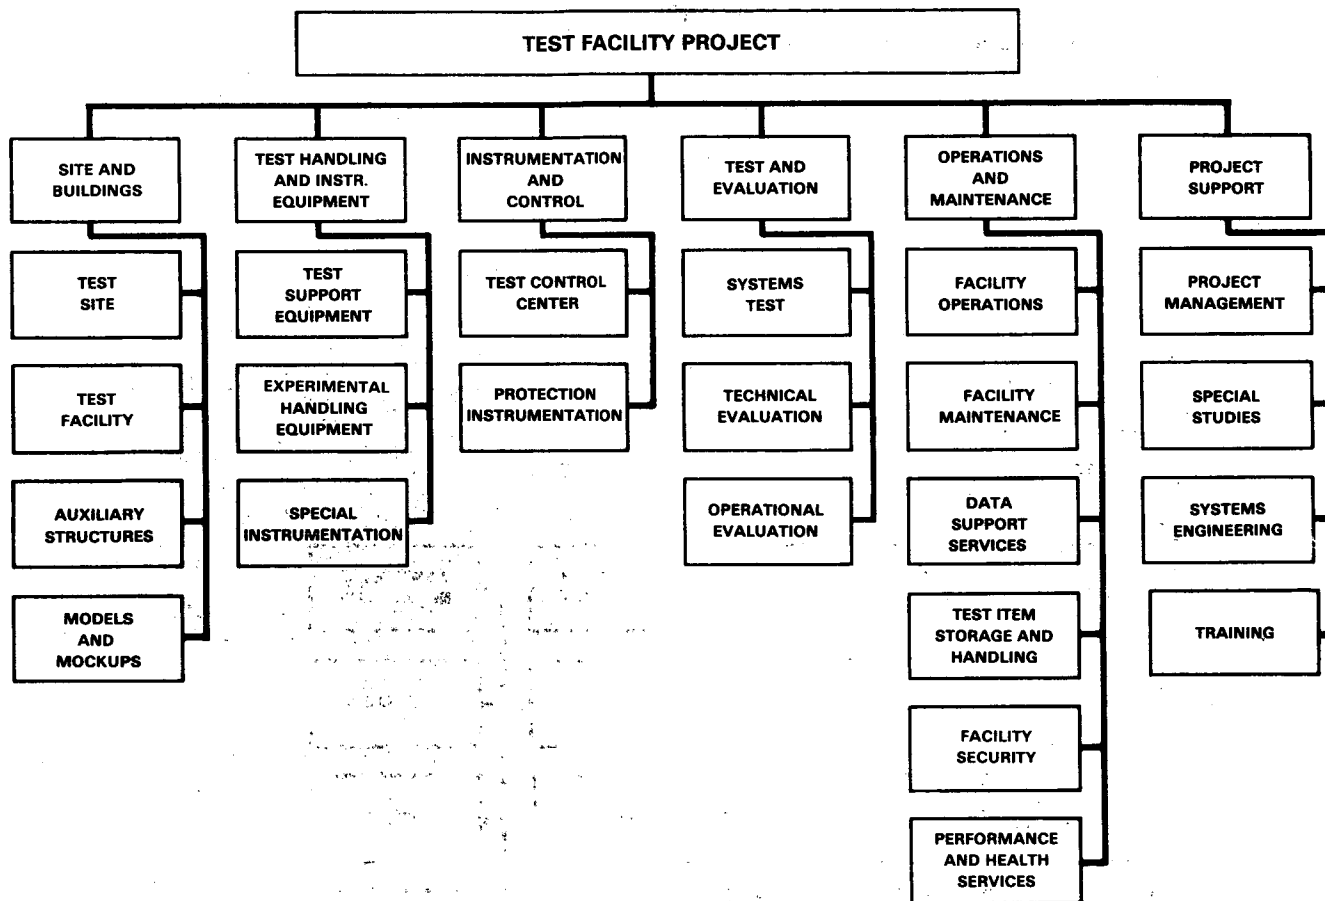 TEST FACILITY PROJECT
SITE AND
BUILDINGS
TEST HANDLING
AND INSTR.
EQUIPMENT
INSTRUMENTATION
AND
CONTROL
TEST AND
EVALUATION
OPERATIONS
AND
MAINTENANCE
PROJECT
SUPPORT
TEST
SITE
TEST
SUPPORT
EQUIPMENT
TEST CONTROL
CENTER
SYSTEMS
TEST
FACILITY
OPERATIONS
PROJECT
MANAGEMENT
TEST
FACILITY
EXPERIMENTAL
HANDLING
EQUIPMENT
PROTECTION
INSTRUMENTATION
TECHNICAL
EVALUATION
FACILITY
MAINTENANCE
SPECIAL
STUDIES
AUXILIARY
STRUCTURES
SPECIAL
INSTRUMENTATION
OPERATIONAL
EVALUATION
DATA
SUPPORT
SERVICES
SYSTEMS
ENGINEERING
MODELS
AND
MOCKUPS
TEST ITEM
STORAGE AND
HANDLING
TRAINING
FACILITY
SECURITY
PERFORMANCE
AND HEALTH
SERVICES